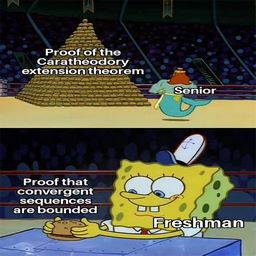 Proof of the
Caratheodory
extension theorem
Senior
Proof that
convergent
sequences
are bounded
Freshman